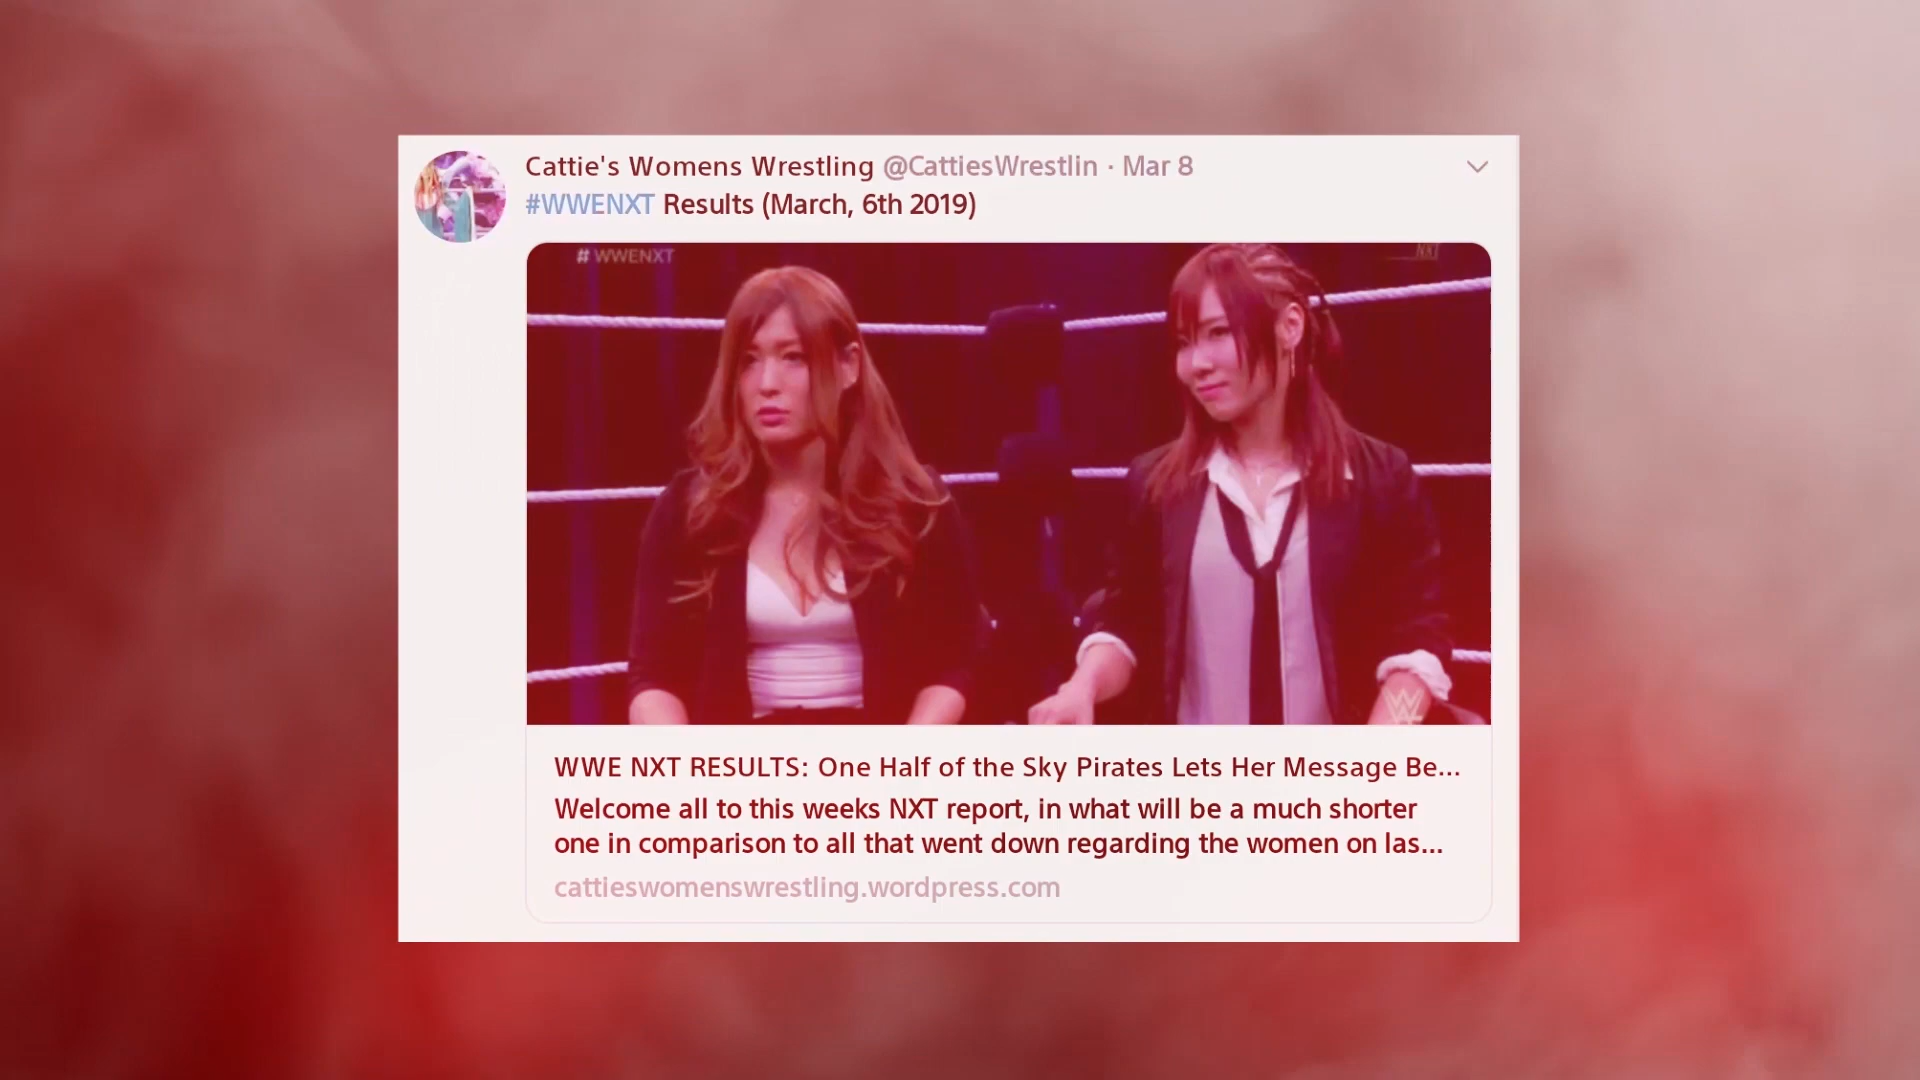 Cattie's Womens Wrestling @CattiesWrestlin · Mar 8
#WWENXT Results (March, 6th 2019)
# WWENXT
NXT
W
WWE NXT RESULTS: One Half of the Sky Pirates Lets Her Message Be...
Welcome all to this weeks NXT report, in what will be a much shorter
one in comparison to all that went down regarding the women on las...
cattieswomenswrestling.wordpress.com